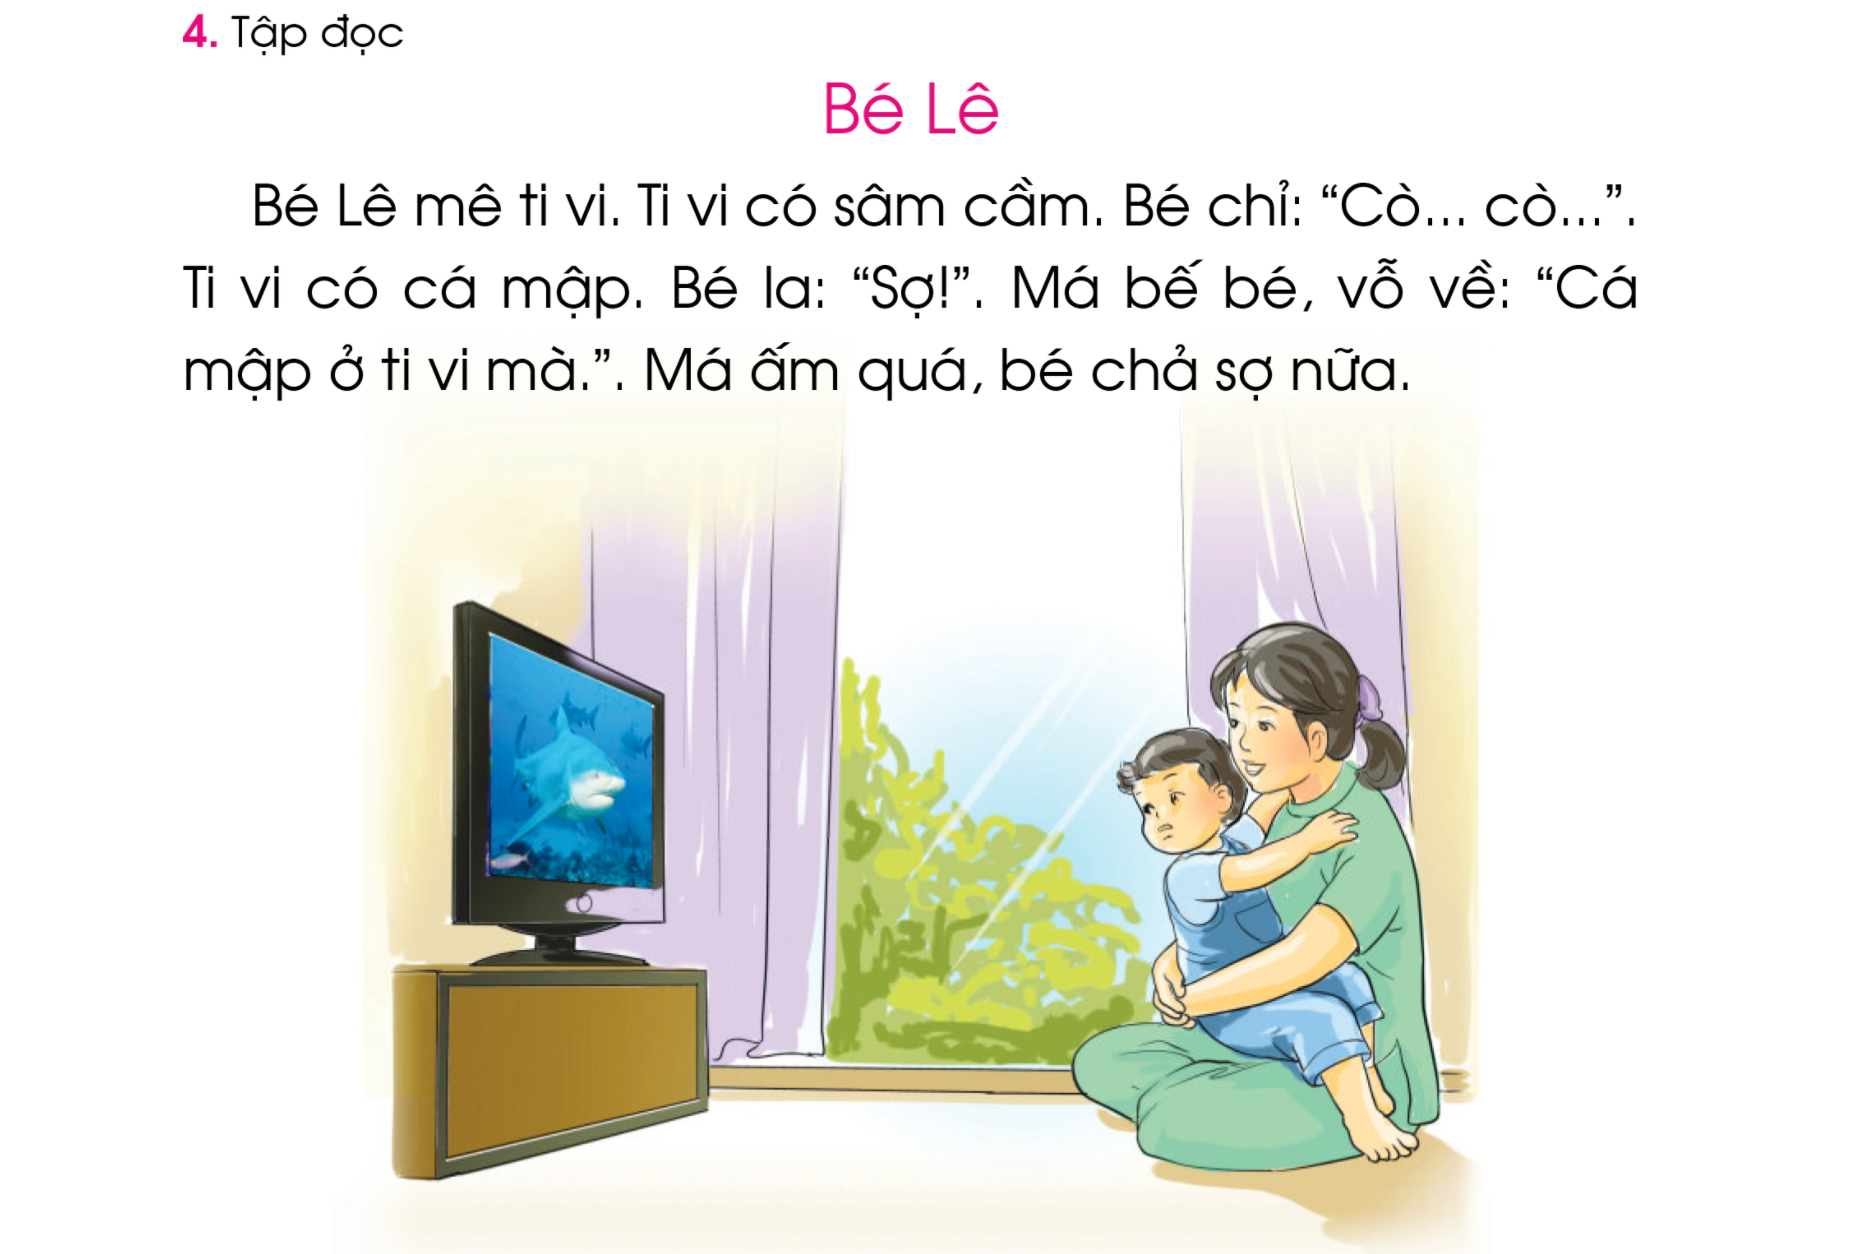 4. Tập đọc
Bé Lê
Bé Lê mê ti vi. Ti vi có sâm cầm. Bé chỉ: “Cò... cò...”.
Ti vi có cá mập. Bé la: “Sợ!”. Má bế bé, vỗ về: “Cá
mập ở ti vi mà.”. Má ấm quá, bé chả sợ nữa.